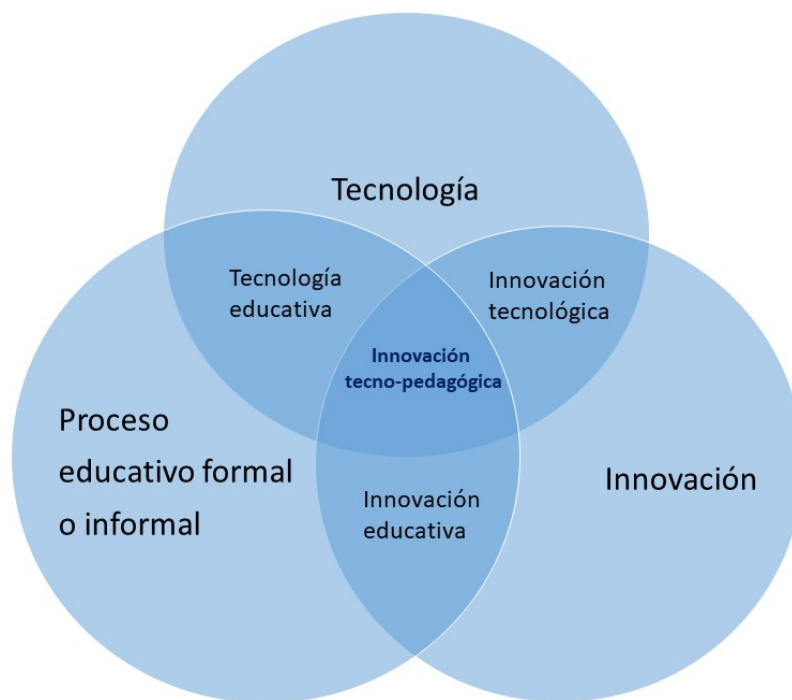 Tecnología
Tecnología
educativa
Innovación
tecnológica
Innovación
tecno-pedagógica
Proceso
educativo formal
o informal
Innovación
Innovación
educativa